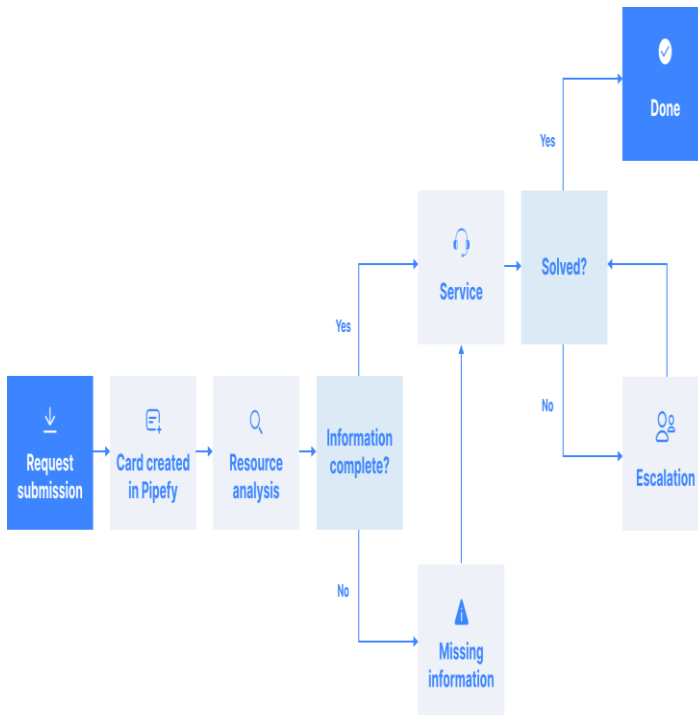 Done
Yes
Service
Solved?
Yes
No
Request
submission
Card created
in Pipefy
Resource
analysis
Information
complete?
Escalation
No
Missing
information